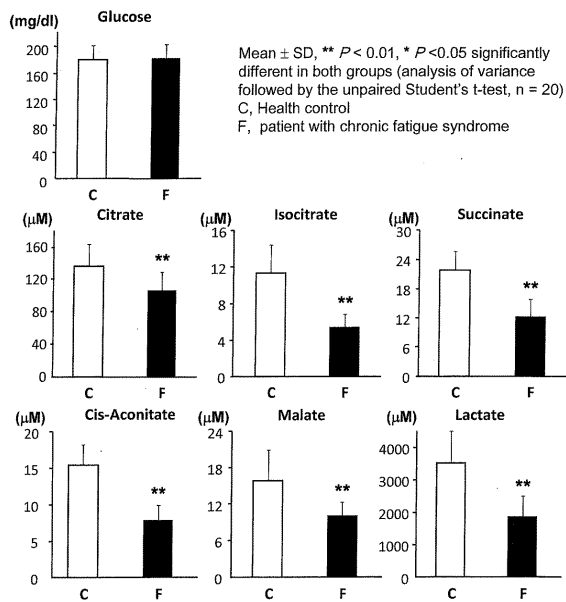 Glucose
(mg/dl)
200
160
120
80
40
0
C F
Mean ± SD, ** P < 0.01, * P <0.05 significantly
different in both groups (analysis of variance
followed by the unpaired Student's t-test, n = 20)
C, Health control
F, patient with chronic fatigue syndrome
(μM) Citrate
160
120
80
40
0
C F
(μM) Isocitrate
16
12
8
4
0
C F
(μM) Succinate
30
24
18
12
6
0
C F
**
**
**
(μM) Cis-Aconitate
20
15
10
5
0
C F
(μM) Malate
24
18
12
6
0
C F
(μM) Lactate
4000
3000
2000
1000
0
C F
**
**
**